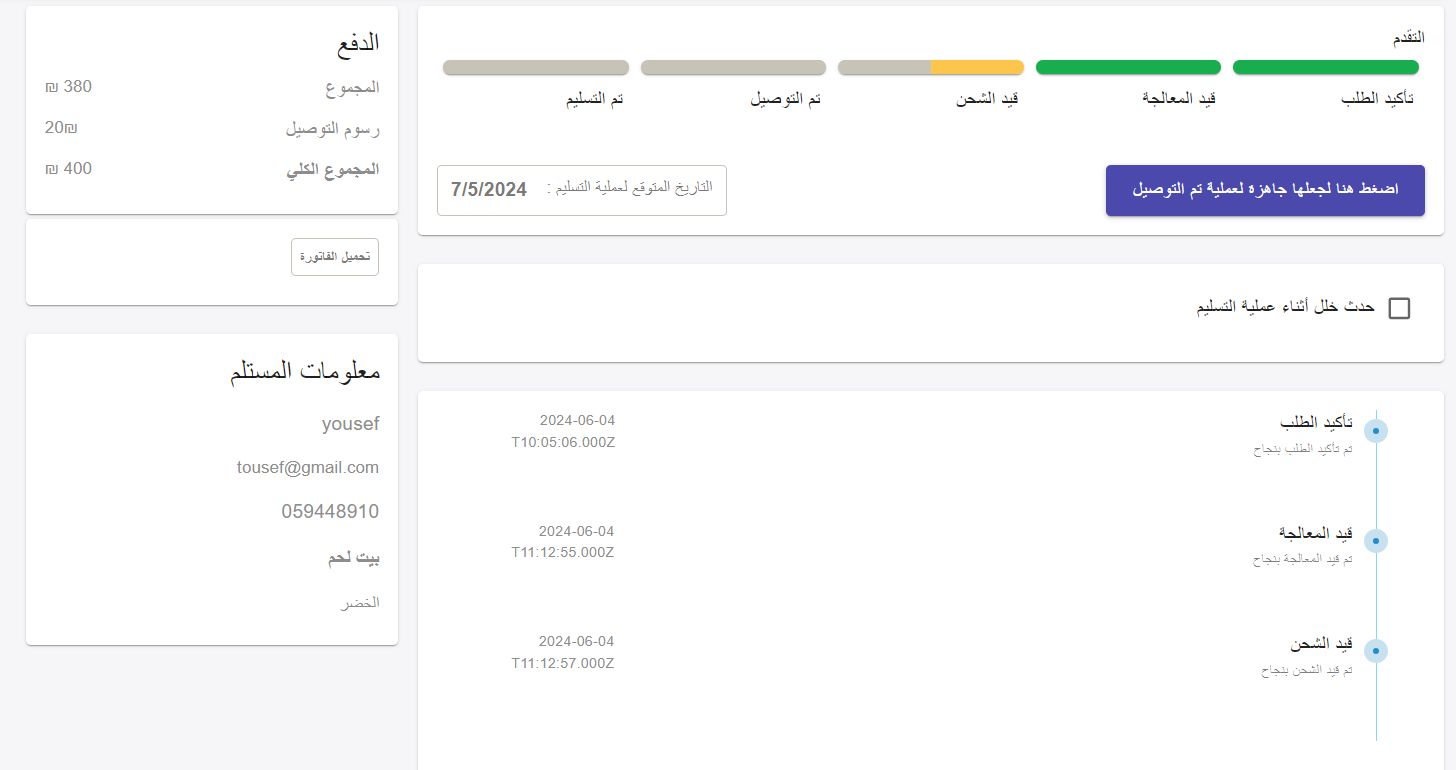 التقدم
تأكيد الطلب
قيد المعالجة
قيد الشحن
تم التوصيل
تم التسليم
اضغط هنا لجعلها جاهزة لعملية تم التوصيل
التاريخ المتوقع لعملية التسليم : 7/5/2024
حدث خلل أثناء عملية التسليم
تأكيد الطلب
تم تأكيد الطلب بنجاح
2024-06-04
T10:05:06.000Z
قيد المعالجة
تم قيد المعالجة بنجاح
2024-06-04
T11:12:55.000Z
قيد الشحن
تم قيد الشحن بنجاح
2024-06-04
T11:12:57.000Z
الدفع
المجموع 380 ₪
رسوم التوصيل 20₪
المجموع الكلي 400 ₪
تحميل الفاتورة
معلومات المستلم
yousef
tousef@gmail.com
059448910
بيت لحم
الخضر